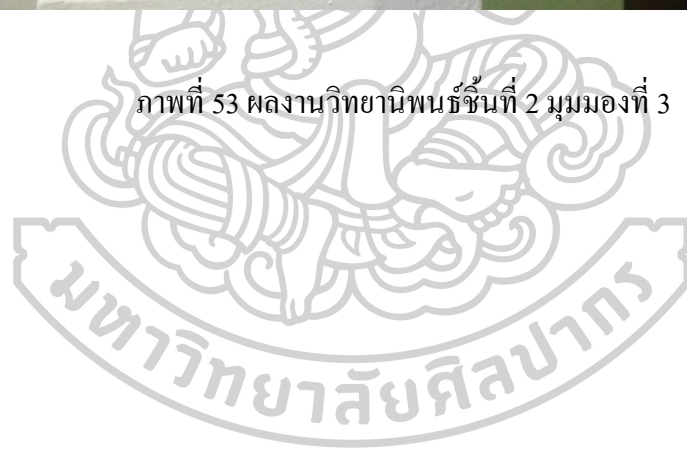 ภาพที่ 53 ผลงานวิทยานิพนธ์ชิ้นที่ 2 มุมมองที่ 3
มหาวิทยาลัยศิลปากร